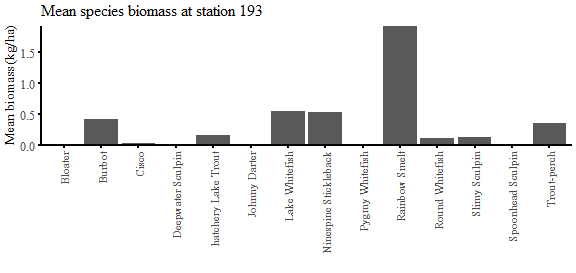 Mean species biomass at station 193
Mean biomass (kg/ha)
1.5
1.0
0.5
0.0
Bloater
Burbot
Cisco
Deepwater Sculpin
hatchery Lake Trout
Johnny Darter
Lake Whitefish
Ninespine Stickleback
Pygmy Whitefish
Rainbow Smelt
Round Whitefish
Slimy Sculpin
Spoonhead Sculpin
Trout-perch